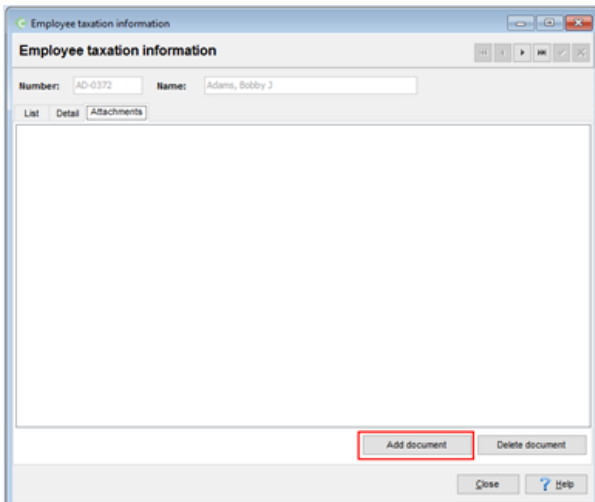 Employee taxation information
Employee taxation information
Number: AD-0372 Name: Adams, Bobby J
List Detail Attachments
Add document Delete document
Close ? Help